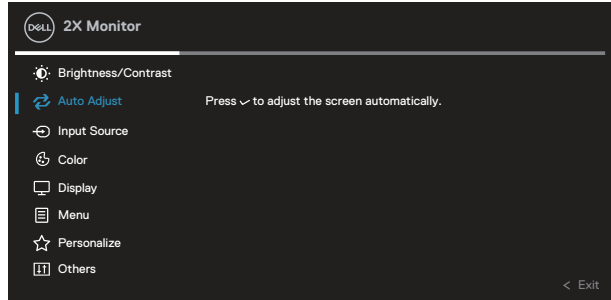 DELL 2X Monitor
Brightness/Contrast
Auto Adjust Press ✓ to adjust the screen automatically.
Input Source
Color
Display
Menu
Personalize
Others
< Exit